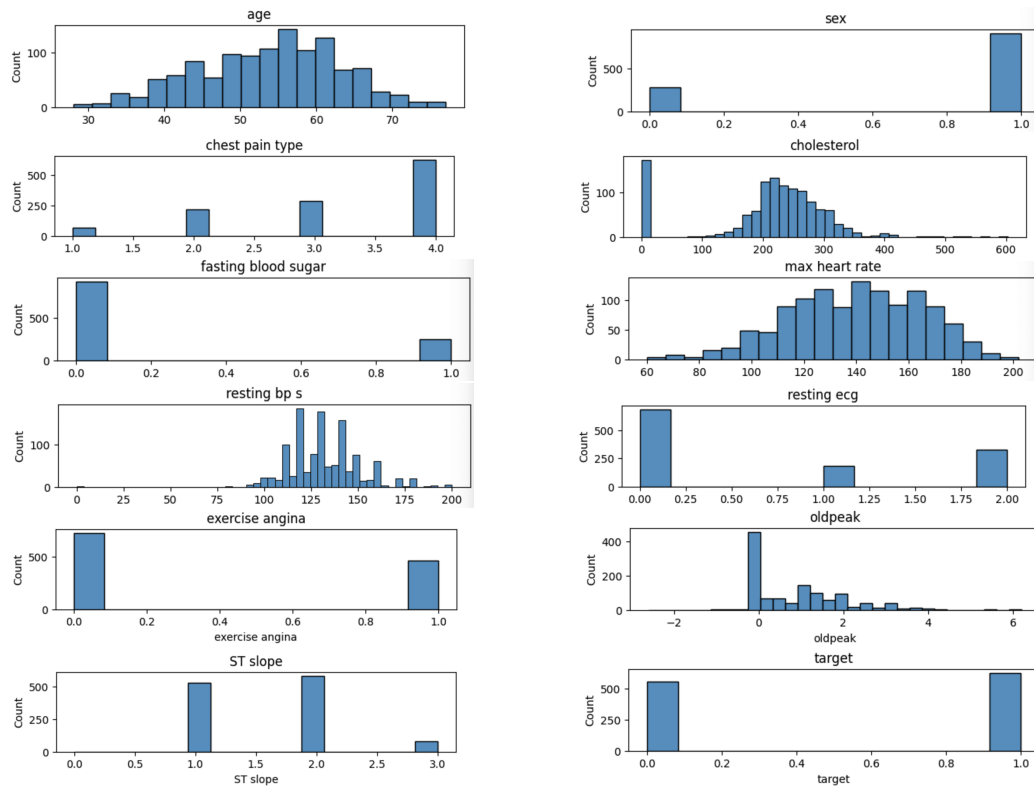 age
Count
100
0
30 40 50 60 70
sex
Count
500
0
0.0 0.2 0.4 0.6 0.8 1.0
chest pain type
Count
500
250
0
1.0 1.5 2.0 2.5 3.0 3.5 4.0
cholesterol
Count
100
0
0 100 200 300 400 500 600
fasting blood sugar
Count
500
0
0.0 0.2 0.4 0.6 0.8 1.0
max heart rate
Count
100
50
0
60 80 100 120 140 160 180 200
resting bp s
Count
100
0
0 25 50 75 100 125 150 175 200
resting ecg
Count
500
250
0
0.00 0.25 0.50 0.75 1.00 1.25 1.50 1.75 2.00
exercise angina
Count
500
0
0.0 0.2 0.4 0.6 0.8 1.0
exercise angina
oldpeak
Count
400
200
0
−2 0 2 4 6
oldpeak
ST slope
Count
500
250
0
0.0 0.5 1.0 1.5 2.0 2.5 3.0
ST slope
target
Count
500
250
0
0.0 0.2 0.4 0.6 0.8 1.0
target